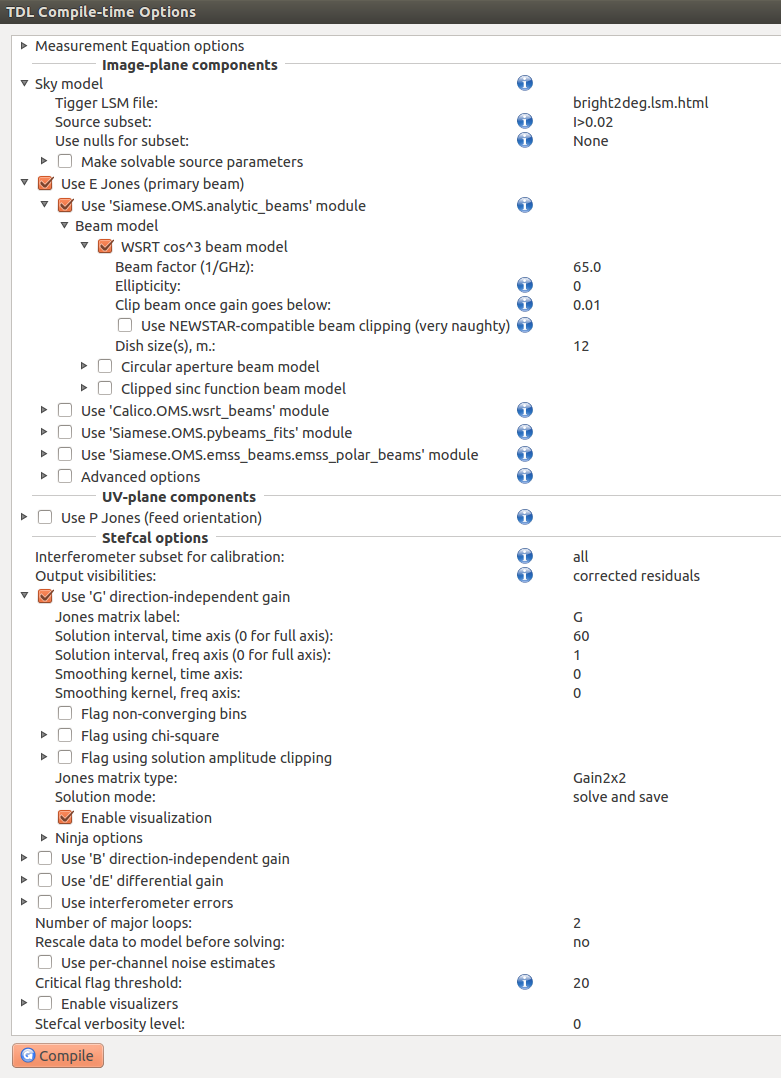 TDL Compile-time Options
Measurement Equation options
Image-plane components
Sky model
Tigger LSM file: bright2deg.lsm.html
Source subset: I>0.02
Use nulls for subset: None
Make solvable source parameters
Use E Jones (primary beam)
Use 'Siamese.OMS.analytic_beams' module
Beam model
WSRT cos^3 beam model
Beam factor (1/GHz): 65.0
Ellipticity: 0
Clip beam once gain goes below: 0.01
Use NEWSTAR-compatible beam clipping (very naughty)
Dish size(s), m.: 12
Circular aperture beam model
Clipped sinc function beam model
Use 'Calico.OMS.wsrt_beams' module
Use 'Siamese.OMS.pybeams_fits' module
Use 'Siamese.OMS.emss_beams.emss_polar_beams' module
Advanced options
UV-plane components
Use P Jones (feed orientation)
Stefcal options
Interferometer subset for calibration: all
Output visibilities: corrected residuals
Use 'G' direction-independent gain
Jones matrix label: G
Solution interval, time axis (0 for full axis): 60
Solution interval, freq axis (0 for full axis): 1
Smoothing kernel, time axis: 0
Smoothing kernel, freq axis: 0
Flag non-converging bins
Flag using chi-square
Flag using solution amplitude clipping
Jones matrix type: Gain2x2
Solution mode: solve and save
Enable visualization
Ninja options
Use 'B' direction-independent gain
Use 'dE' differential gain
Use interferometer errors
Number of major loops: 2
Rescale data to model before solving: no
Use per-channel noise estimates
Critical flag threshold: 20
Enable visualizers
Stefcal verbosity level: 0
Compile